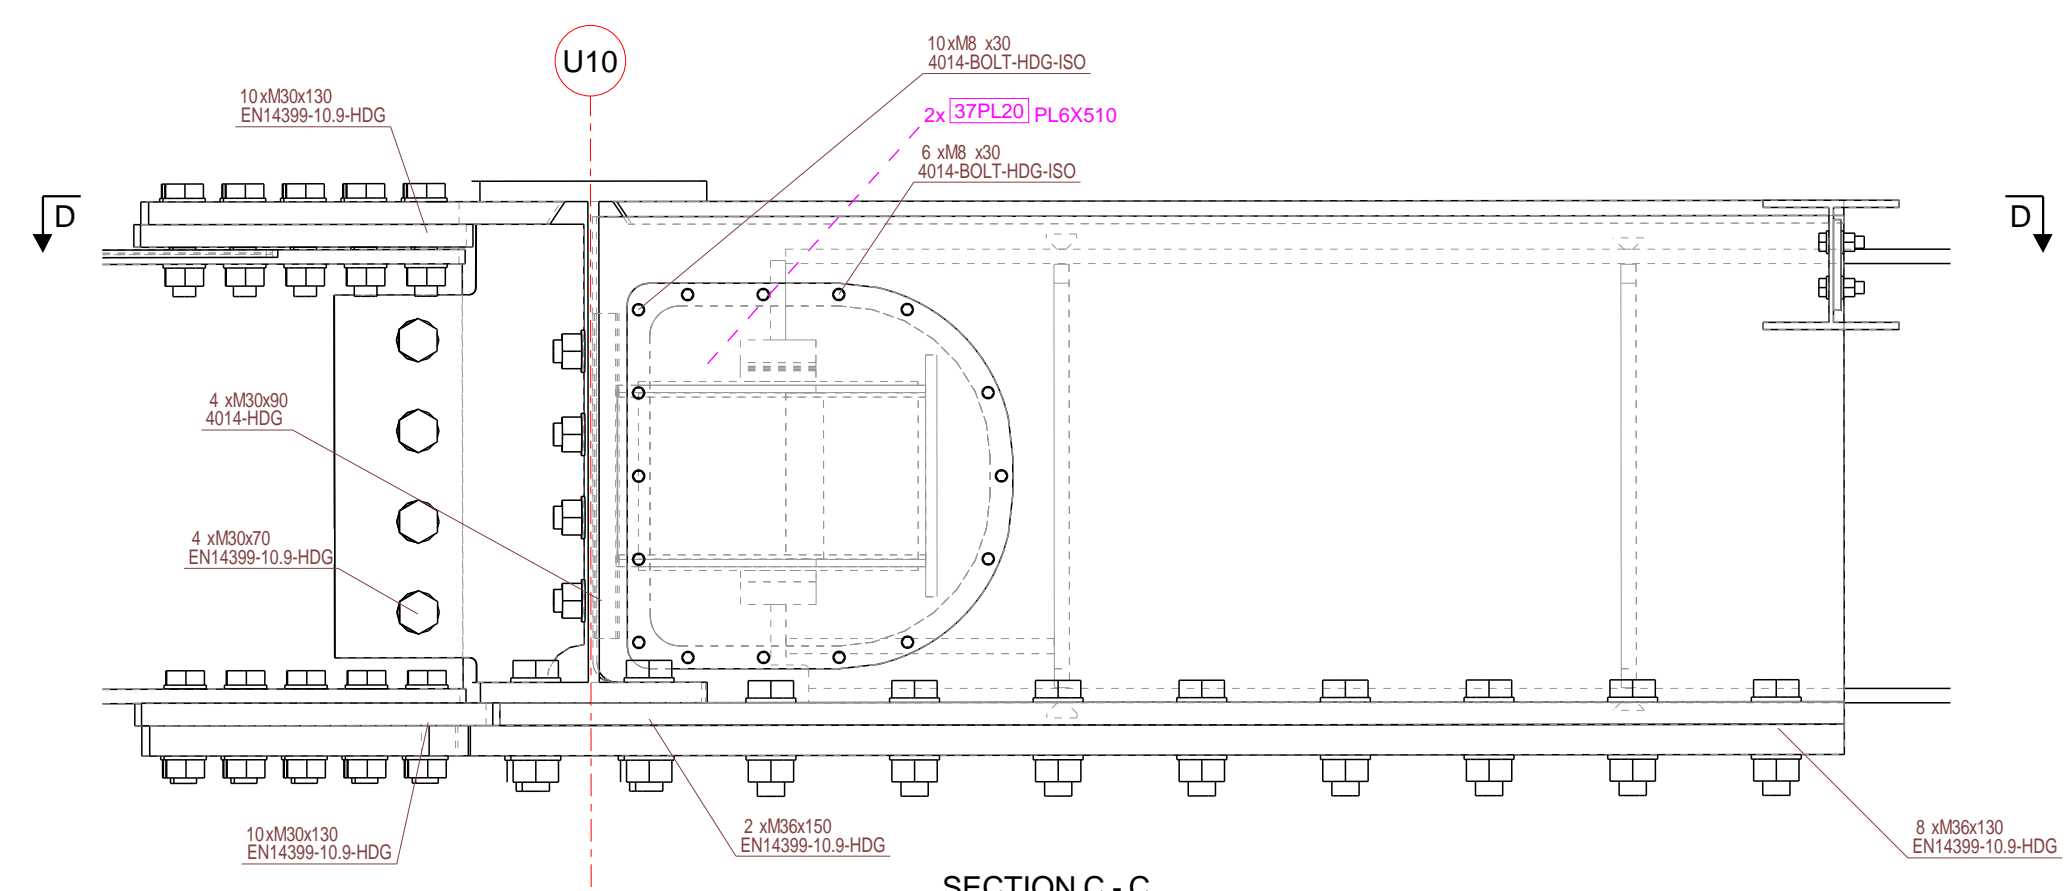 U10
10xM8 x30
4014-BOLT-HDG-ISO
10xM30x130
EN14399-10.9-HDG
2x 37PL20 PL6X510
6 xM8 x30
4014-BOLT-HDG-ISO
D
D
4 xM30x90
4014-HDG
4 xM30x70
EN14399-10.9-HDG
10xM30x130
EN14399-10.9-HDG
2 xM36x150
EN14399-10.9-HDG
8 xM36x130
EN14399-10.9-HDG
SECTION C - C